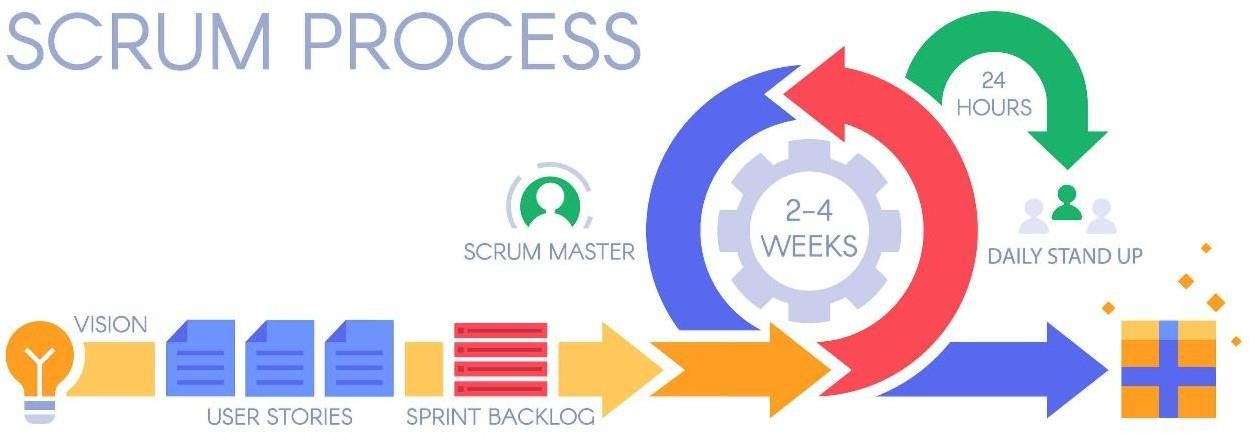 SCRUM PROCESS
24
HOURS
2-4
WEEKS
SCRUM MASTER
DAILY STAND UP
VISION
USER STORIES
SPRINT BACKLOG